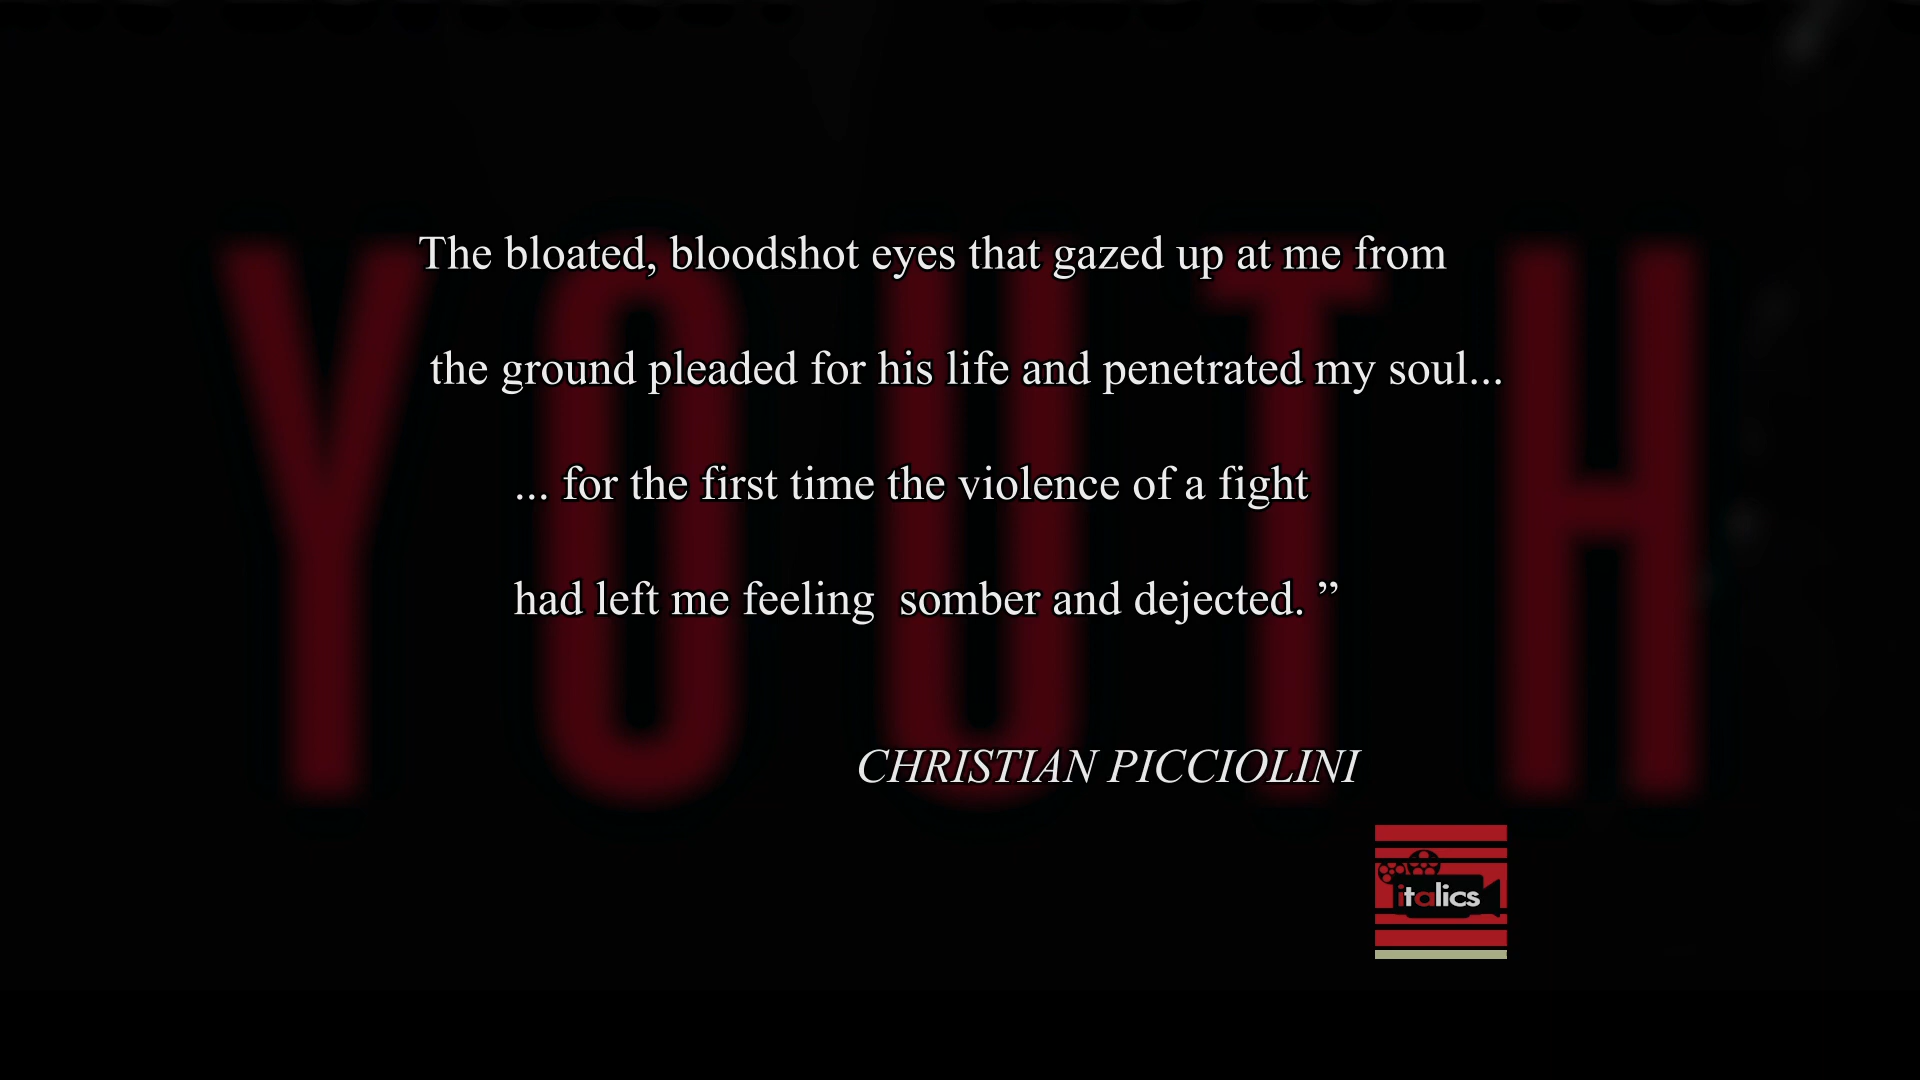 YOUTH
The bloated, bloodshot eyes that gazed up at me from
the ground pleaded for his life and penetrated my soul...
... for the first time the violence of a fight
had left me feeling  somber and dejected. ”
CHRISTIAN PICCIOLINI
italics